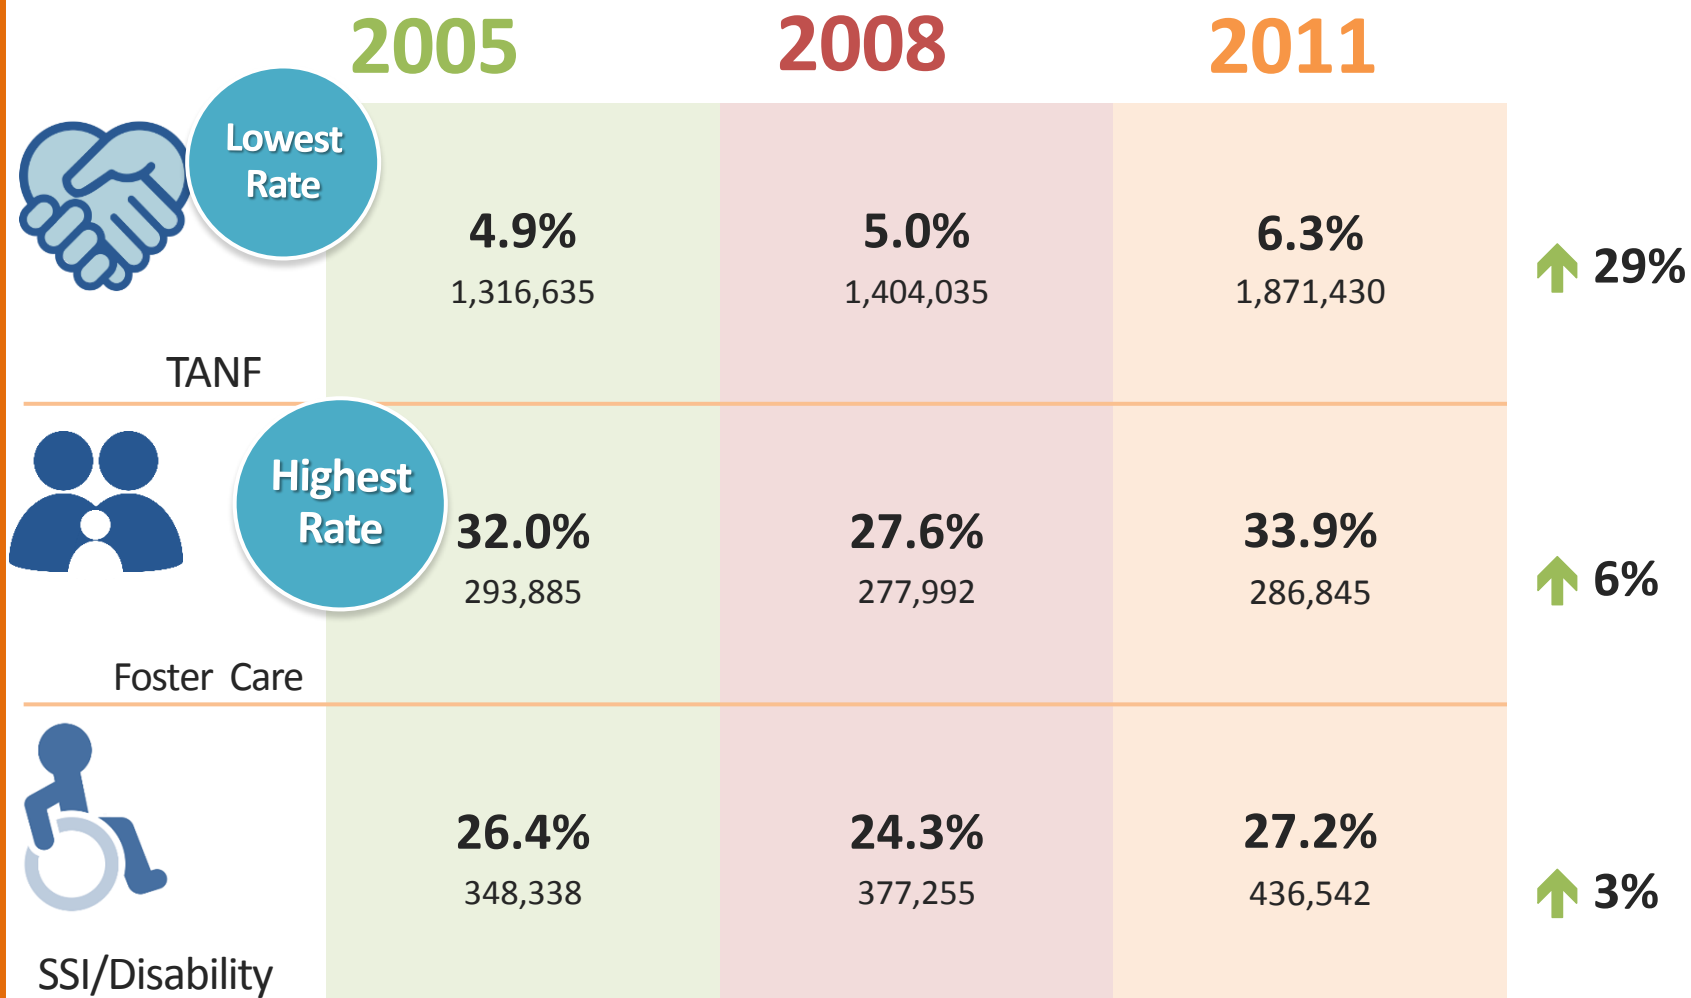 2005 2008 2011
Lowest
Rate
4.9% 5.0% 6.3%
1,316,635 1,404,035 1,871,430
29%
TANF
Highest
Rate
32.0% 27.6% 33.9%
293,885 277,992 286,845
6%
Foster Care
26.4% 24.3% 27.2%
348,338 377,255 436,542
3%
SSI/Disability